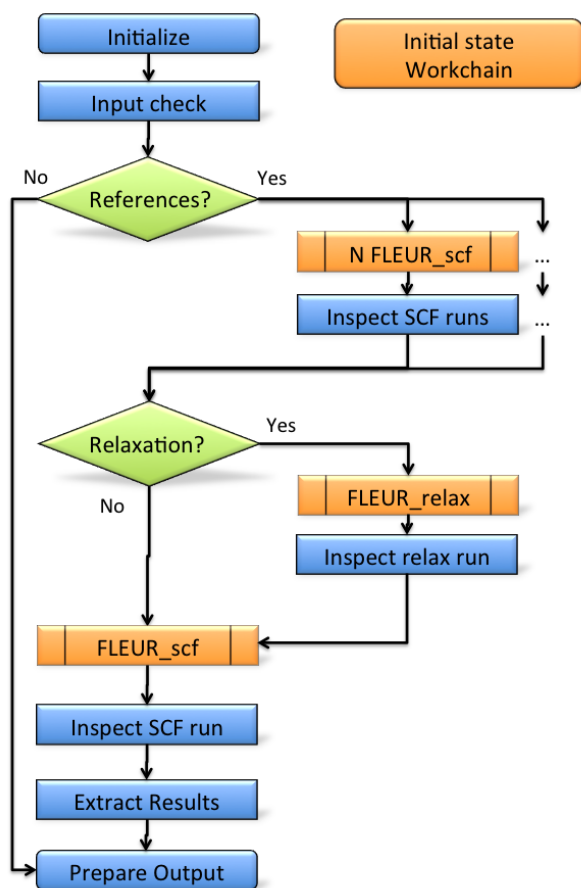 Initialize
Initial state
Workchain
Input check
No
References?
Yes
N FLEUR_scf
...
Inspect SCF runs
...
Relaxation?
Yes
No
FLEUR_relax
Inspect relax run
FLEUR_scf
Inspect SCF run
Extract Results
Prepare Output